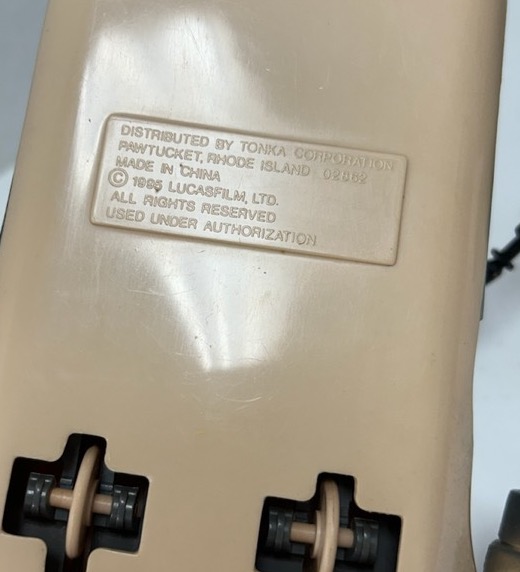 DISTRIBUTED BY TONKA CORPORATION
PAWTUCKET, RHODE ISLAND 02862
MADE IN CHINA
© 1995 LUCASFILM, LTD.
ALL RIGHTS RESERVED
USED UNDER AUTHORIZATION